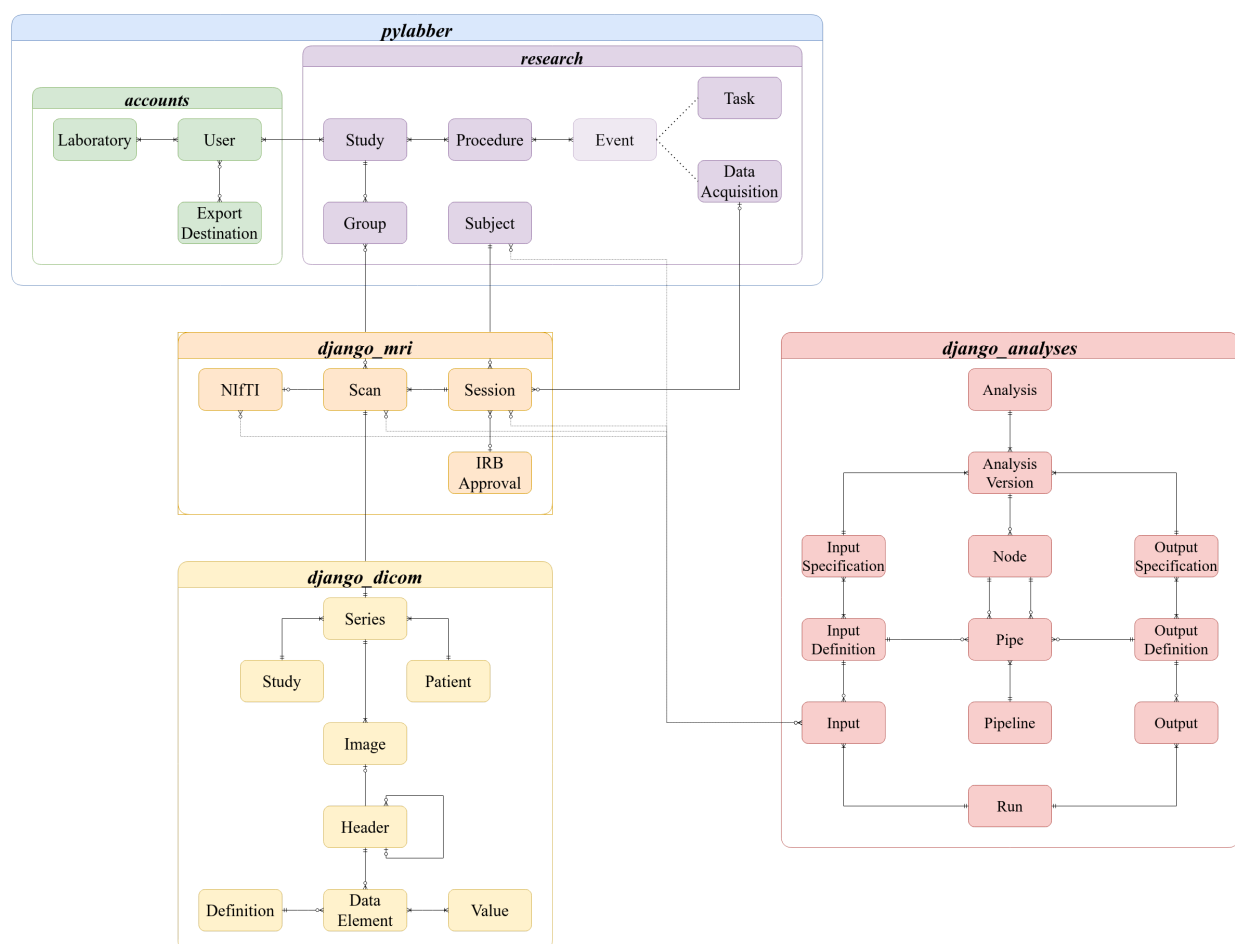 pylabber
research
accounts
Task
Laboratory
User
Study
Procedure
Event
Data
Acquisition
Export
Destination
Group
Subject
django_mri
django_analyses
NIfTI
Scan
Session
Analysis
IRB
Approval
Analysis
Version
Input
Specification
Node
Output
Specification
django_dicom
Series
Input
Definition
Pipe
Output
Definition
Study
Patient
Image
Input
Pipeline
Output
Run
Header
Definition
Data
Element
Value